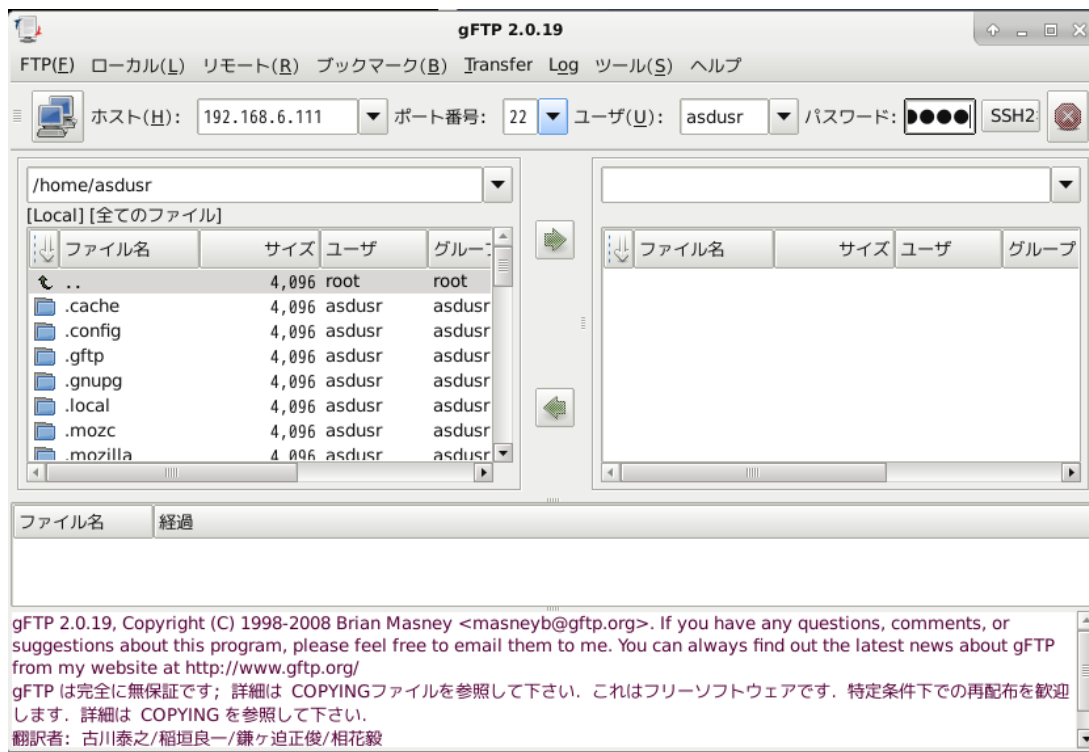 gFTP 2.0.19
FTP(F) ローカル(L) リモート(R) ブックマーク(B) Transfer Log ツール(S) ヘルプ
ホスト(H): 192.168.6.111 ポート番号: 22 ユーザ(U): asdusr パスワード: ●●●● SSH2
/home/asdusr
[Local] [全てのファイル]
ファイル名 サイズ ユーザ グループ ファイル名 サイズ ユーザ グループ
.. 4,096 root root
.cache 4,096 asdusr asdusr
.config 4,096 asdusr asdusr
.gftp 4,096 asdusr asdusr
.gnupg 4,096 asdusr asdusr
.local 4,096 asdusr asdusr
.mozc 4,096 asdusr asdusr
.mozilla 4,096 asdusr asdusr
ファイル名 経過
gFTP 2.0.19, Copyright (C) 1998-2008 Brian Masney <masneyb@gftp.org>. If you have any questions, comments, or
suggestions about this program, please feel free to email them to me. You can always find out the latest news about gFTP
from my website at http://www.gftp.org/
gFTP は完全に無保証です; 詳細は COPYINGファイルを参照して下さい. これはフリーソフトウェアです. 特定条件下での再配布を歓迎
します. 詳細は COPYING を参照して下さい.
翻訳者: 古川泰之/稲垣良一/鎌ヶ迫正俊/相花毅